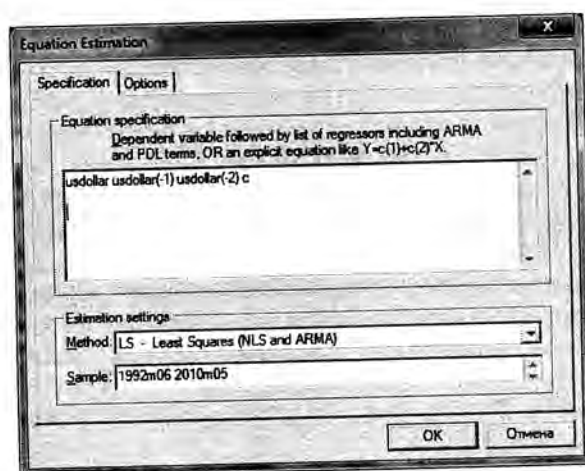 Equation Estimation
X
Specification Options
Equation specification
Dependent variable followed by list of regressors including ARMA
and PDL terms, OR an explicit equation like Y=c(1)+c(2)*X.
usdollar usdollar(-1) usdollar(-2) c
Estimation settings
Method: LS - Least Squares (NLS and ARMA)
Sample: 1992m06 2010m05
OK Отмена